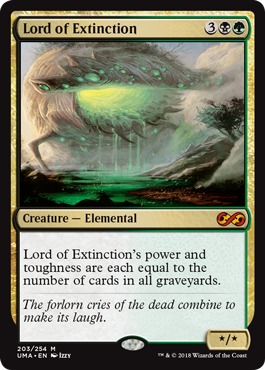 Lord of Extinction 3
Creature — Elemental
Lord of Extinction's power and
toughness are each equal to the
number of cards in all graveyards.
The forlorn cries of the dead combine to
make its laugh.
*/*
203/254 M
UMA • EN Izzy
™ & © 2018 Wizards of the Coast